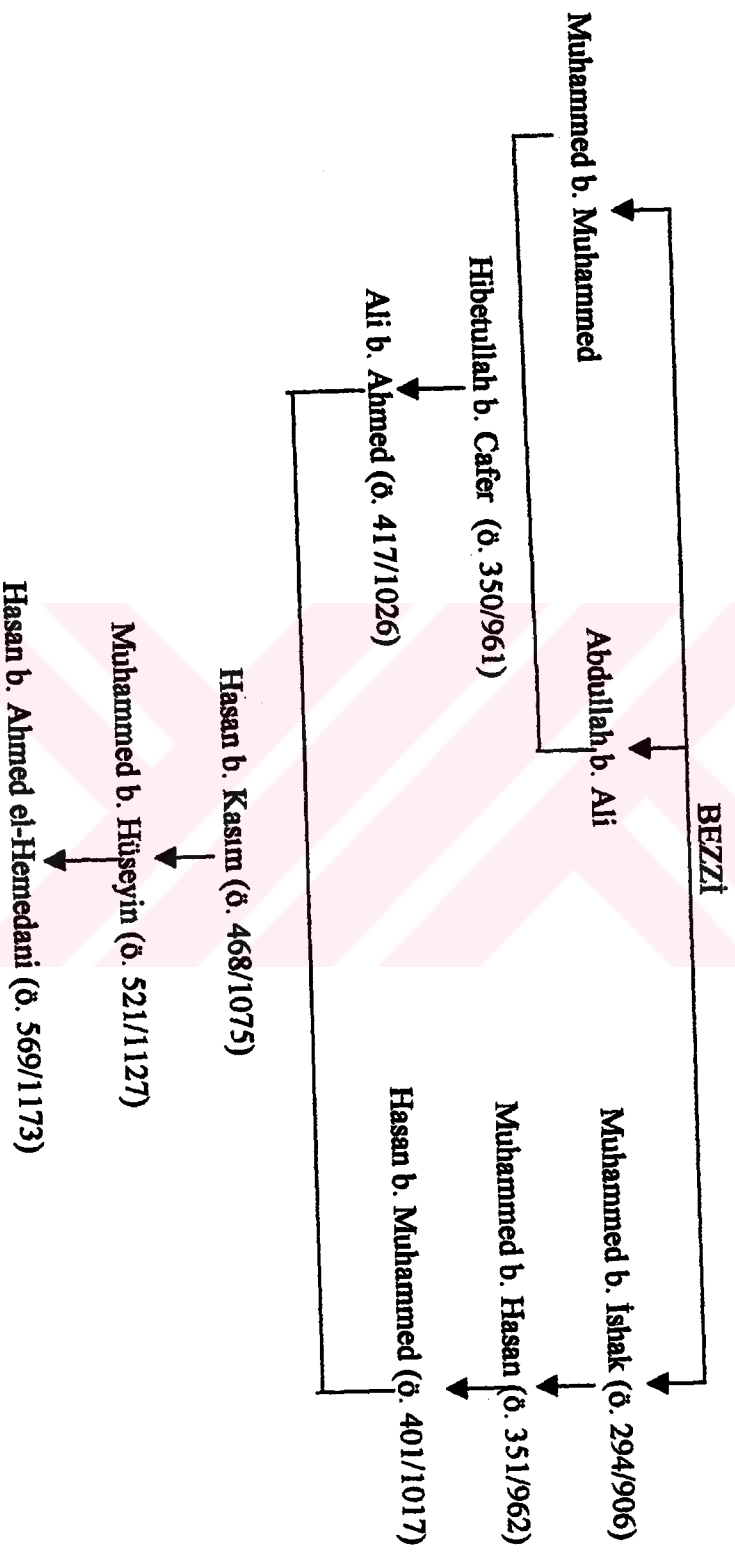 BEZZİ
Muhammed b. Muhammed
Abdullah b. Ali
Muhammed b. İshak (ö. 294/906)
Hibetullah b. Cafer (ö. 350/961)
Muhammed b. Hasan (ö. 351/962)
Ali b. Ahmed (ö. 417/1026)
Hasan b. Muhammed (ö. 401/1017)
Hasan b. Kasım (ö. 468/1075)
Muhammed b. Hüseyin (ö. 521/1127)
Hasan b. Ahmed el-Hemedani (ö. 569/1173)